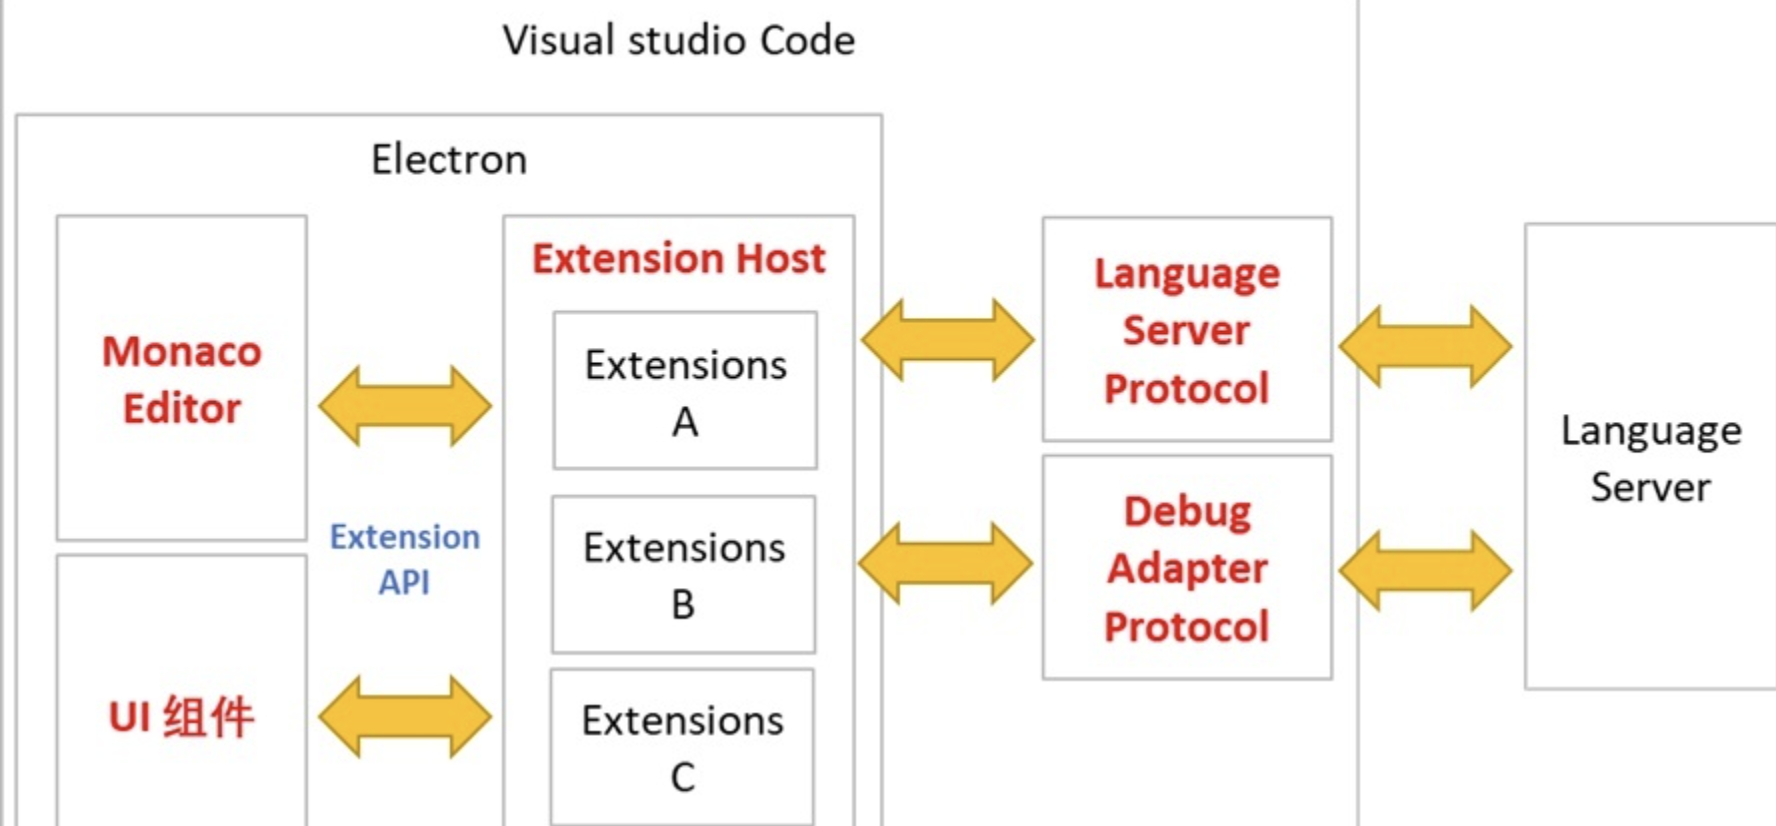 Visual studio Code
Electron
Monaco
Editor
UI 组件
Extension
API
Extension Host
Extensions
A
Extensions
B
Extensions
C
Language
Server
Protocol
Debug
Adapter
Protocol
Language
Server